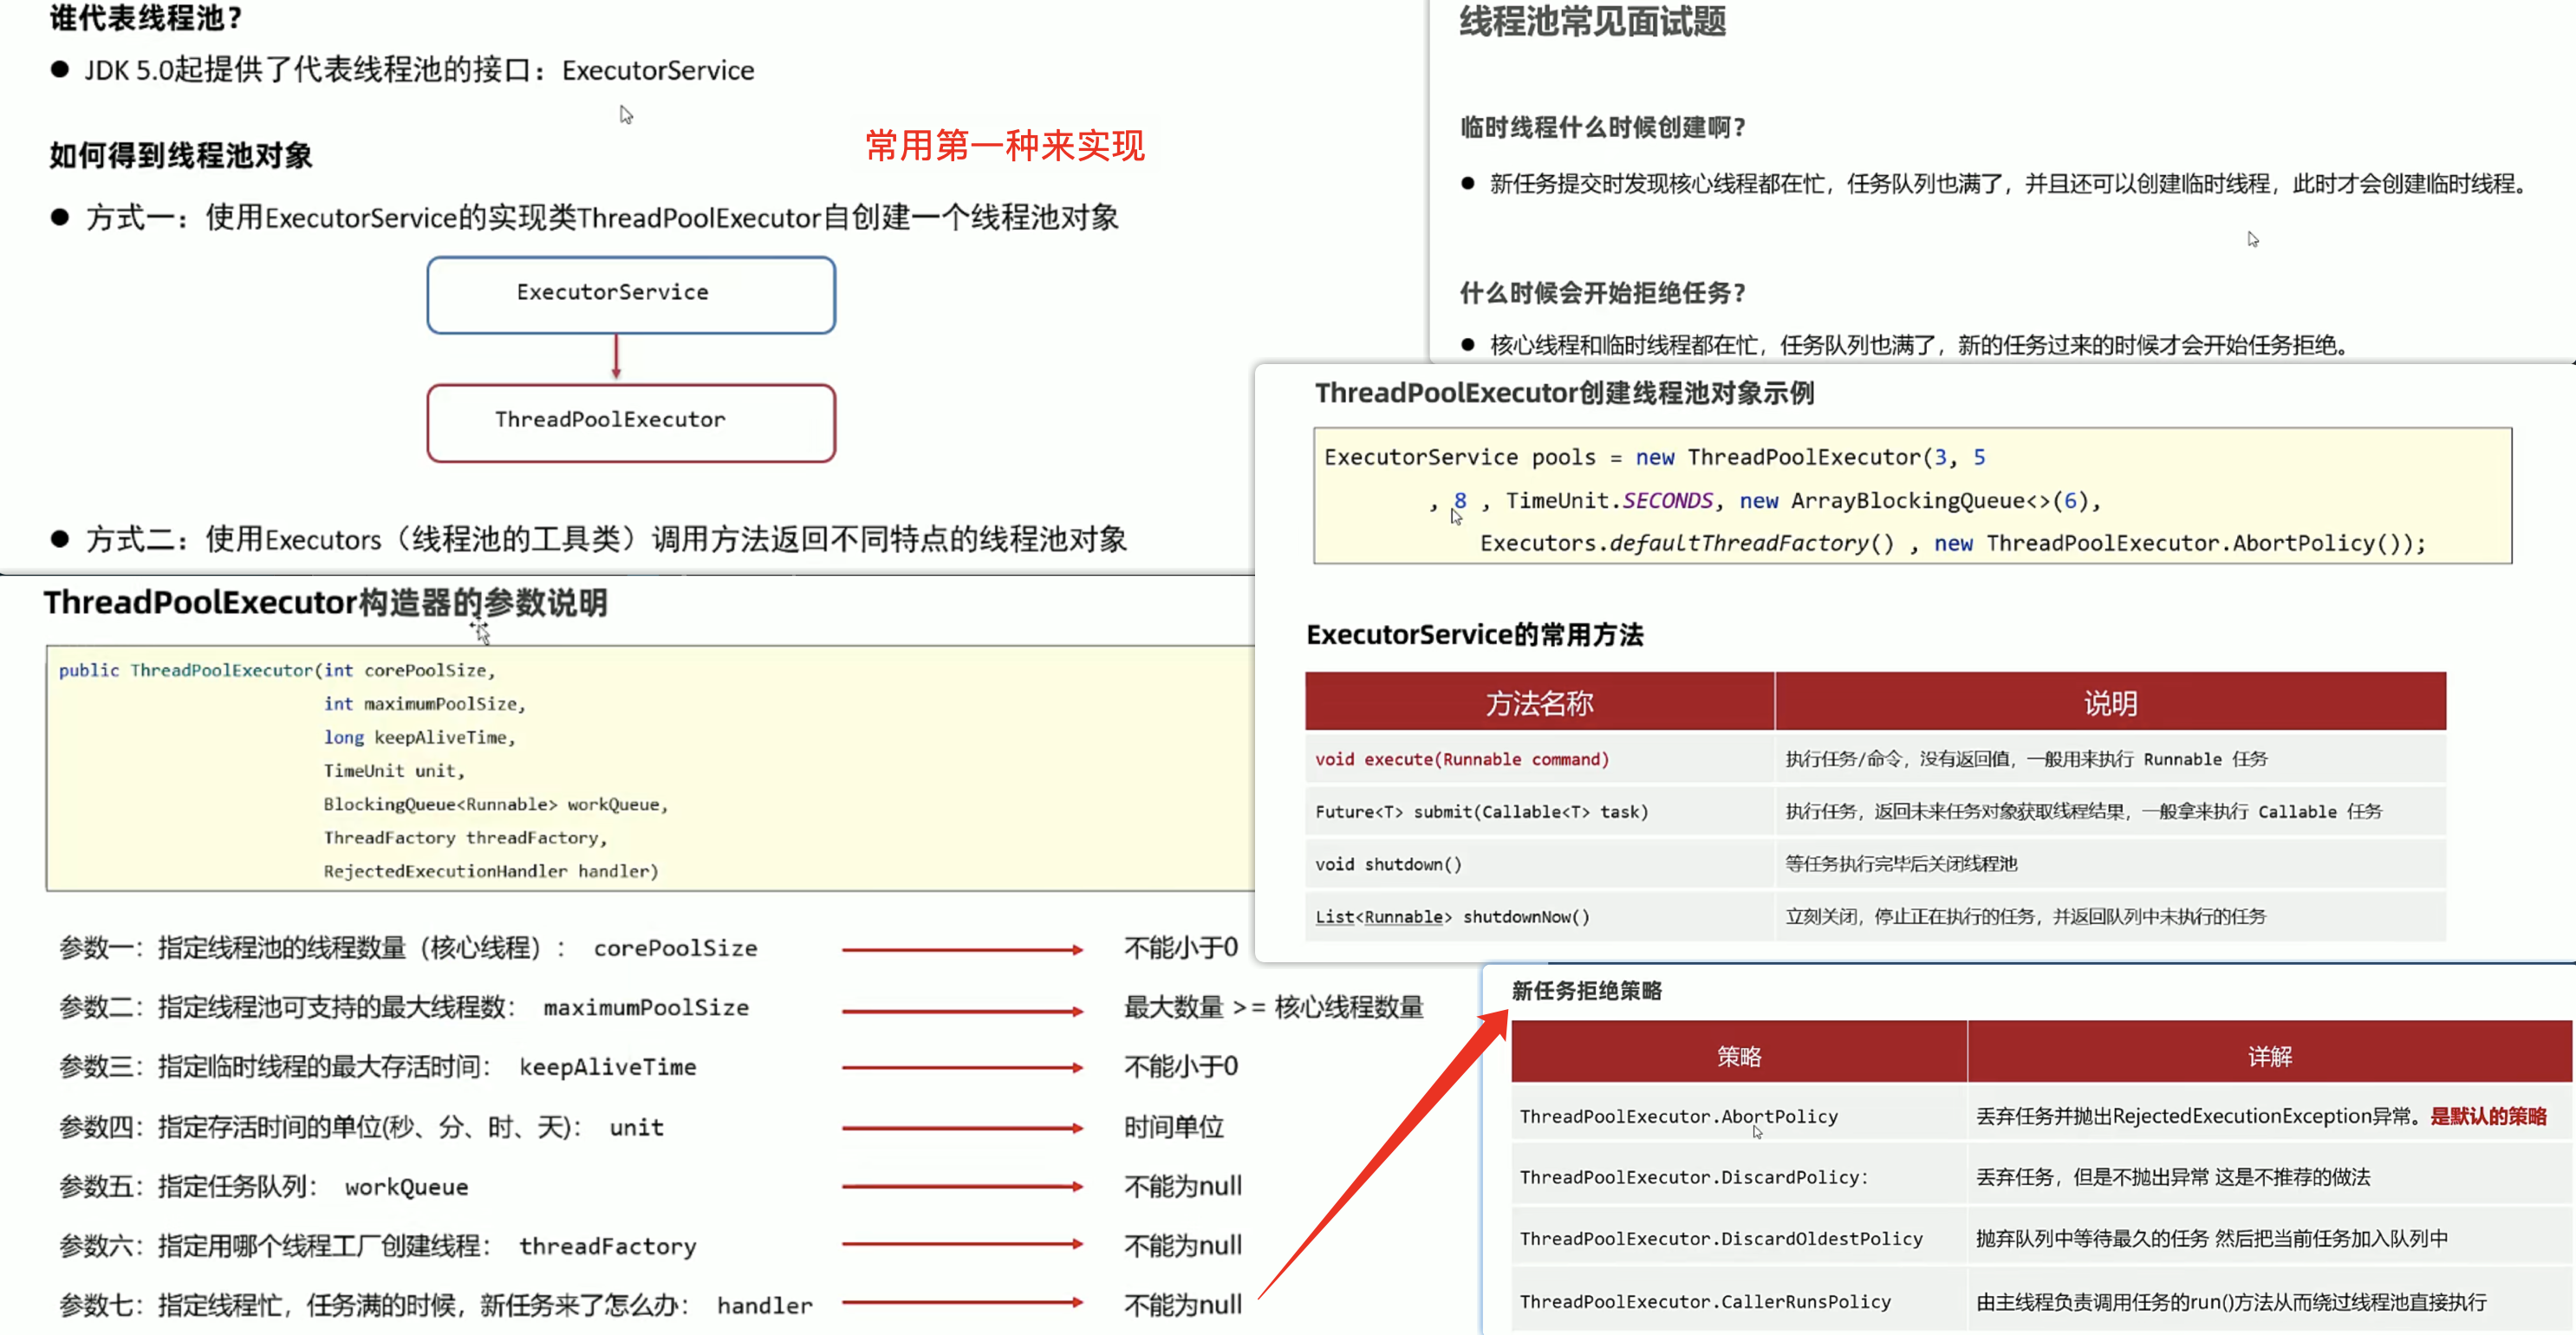 谁代表线程池？
● JDK 5.0起提供了代表线程池的接口：ExecutorService
如何得到线程池对象
常用第一种来实现
● 方式一：使用ExecutorService的实现类ThreadPoolExecutor自创建一个线程池对象
ExecutorService
ThreadPoolExecutor
● 方式二：使用Executors（线程池的工具类）调用方法返回不同特点的线程池对象
线程池常见面试题
临时线程什么时候创建啊？
● 新任务提交时发现核心线程都在忙，任务队列也满了，并且还可以创建临时线程，此时才会创建临时线程。
什么时候会开始拒绝任务？
● 核心线程和临时线程都在忙，任务队列也满了，新的任务过来的时候才会开始任务拒绝。
ThreadPoolExecutor构造器的参数说明
public ThreadPoolExecutor(int corePoolSize,
int maximumPoolSize,
long keepAliveTime,
TimeUnit unit,
BlockingQueue<Runnable> workQueue,
ThreadFactory threadFactory,
RejectedExecutionHandler handler)
参数一：指定线程池的线程数量（核心线程）： corePoolSize 不能小于0
参数二：指定线程池可支持的最大线程数： maximumPoolSize 最大数量 >= 核心线程数量
参数三：指定临时线程的最大存活时间： keepAliveTime 不能小于0
参数四：指定存活时间的单位(秒、分、时、天)： unit 时间单位
参数五：指定任务队列： workQueue 不能为null
参数六：指定用哪个线程工厂创建线程： threadFactory 不能为null
参数七：指定线程忙，任务满的时候，新任务来了怎么办： handler 不能为null
ThreadPoolExecutor创建线程池对象示例
ExecutorService pools = new ThreadPoolExecutor(3, 5
, 8 , TimeUnit.SECONDS, new ArrayBlockingQueue<>(6),
Executors.defaultThreadFactory() , new ThreadPoolExecutor.AbortPolicy());
ExecutorService的常用方法
方法名称 说明
void execute(Runnable command) 执行任务/命令，没有返回值，一般用来执行 Runnable 任务
Future<T> submit(Callable<T> task) 执行任务，返回未来任务对象获取线程结果，一般拿来执行 Callable 任务
void shutdown() 等任务执行完毕后关闭线程池
List<Runnable> shutdownNow() 立刻关闭，停止正在执行的任务，并返回队列中未执行的任务
新任务拒绝策略
策略 详解
ThreadPoolExecutor.AbortPolicy 丢弃任务并抛出RejectedExecutionException异常。是默认的策略
ThreadPoolExecutor.DiscardPolicy： 丢弃任务，但是不抛出异常 这是不推荐的做法
ThreadPoolExecutor.DiscardOldestPolicy 抛弃队列中等待最久的任务 然后把当前任务加入队列中
ThreadPoolExecutor.CallerRunsPolicy 由主线程负责调用任务的run()方法从而绕过线程池直接执行